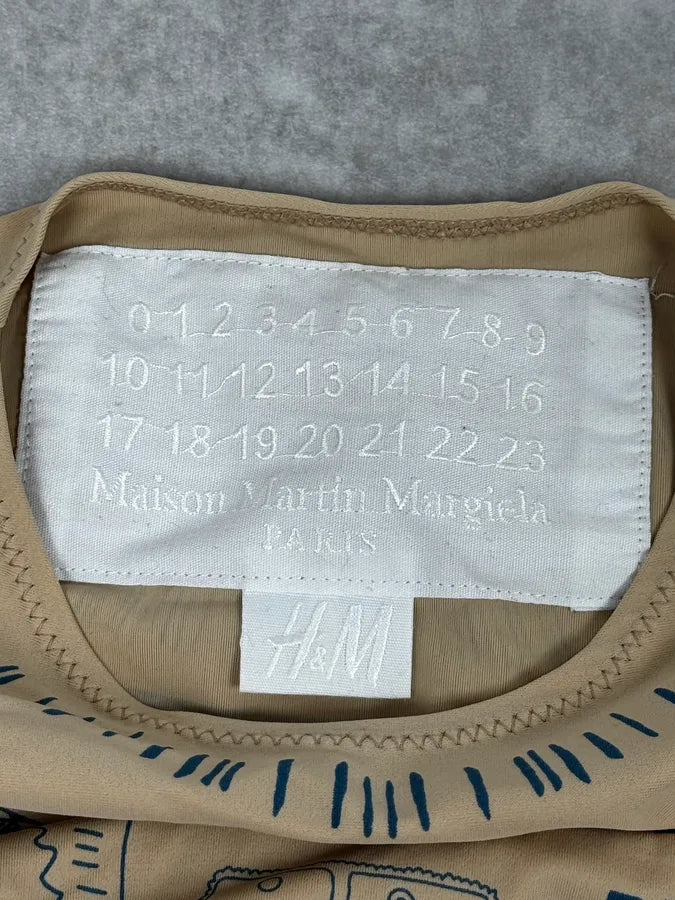 0 1 2 3 4 5 6 7 8 9
10 11 12 13 14 15 16
17 18 19 20 21 22 23
Maison Martin Margiela
PARIS
H&M